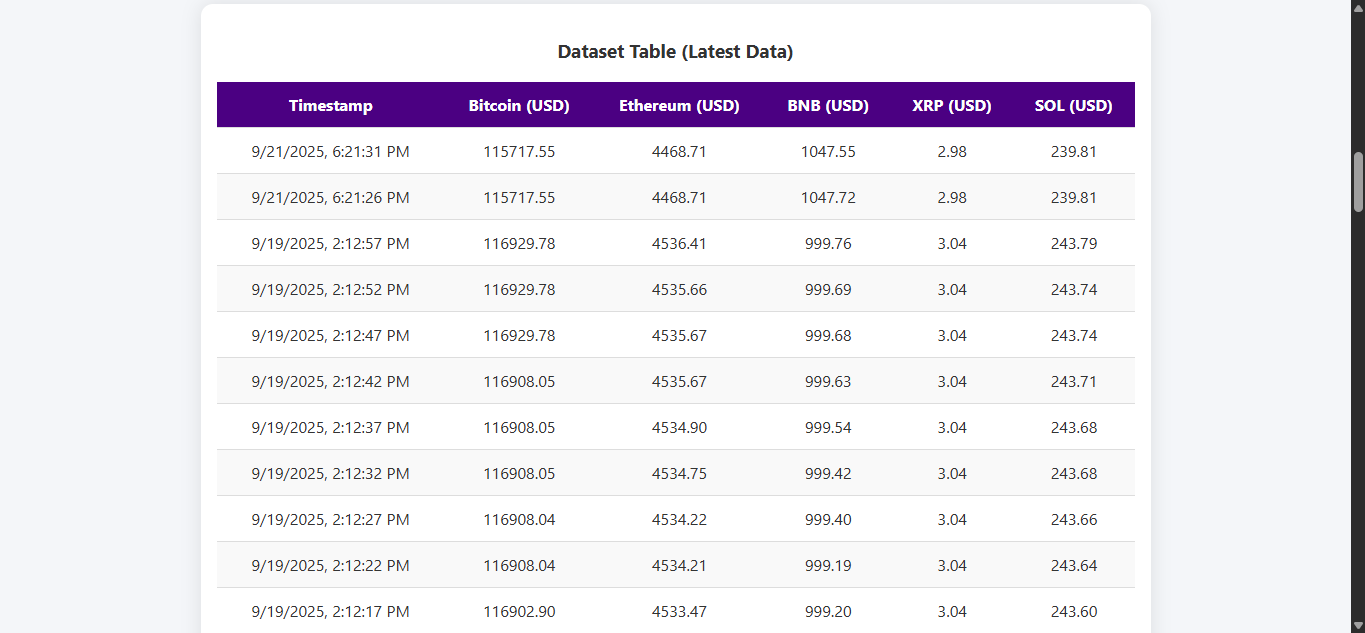 Dataset Table (Latest Data)
Timestamp Bitcoin (USD) Ethereum (USD) BNB (USD) XRP (USD) SOL (USD)
9/21/2025, 6:21:31 PM 115717.55 4468.71 1047.55 2.98 239.81
9/21/2025, 6:21:26 PM 115717.55 4468.71 1047.72 2.98 239.81
9/19/2025, 2:12:57 PM 116929.78 4536.41 999.76 3.04 243.79
9/19/2025, 2:12:52 PM 116929.78 4535.66 999.69 3.04 243.74
9/19/2025, 2:12:47 PM 116929.78 4535.67 999.68 3.04 243.74
9/19/2025, 2:12:42 PM 116908.05 4535.67 999.63 3.04 243.71
9/19/2025, 2:12:37 PM 116908.05 4534.90 999.54 3.04 243.68
9/19/2025, 2:12:32 PM 116908.05 4534.75 999.42 3.04 243.68
9/19/2025, 2:12:27 PM 116908.04 4534.22 999.40 3.04 243.66
9/19/2025, 2:12:22 PM 116908.04 4534.21 999.19 3.04 243.64
9/19/2025, 2:12:17 PM 116902.90 4533.47 999.20 3.04 243.60